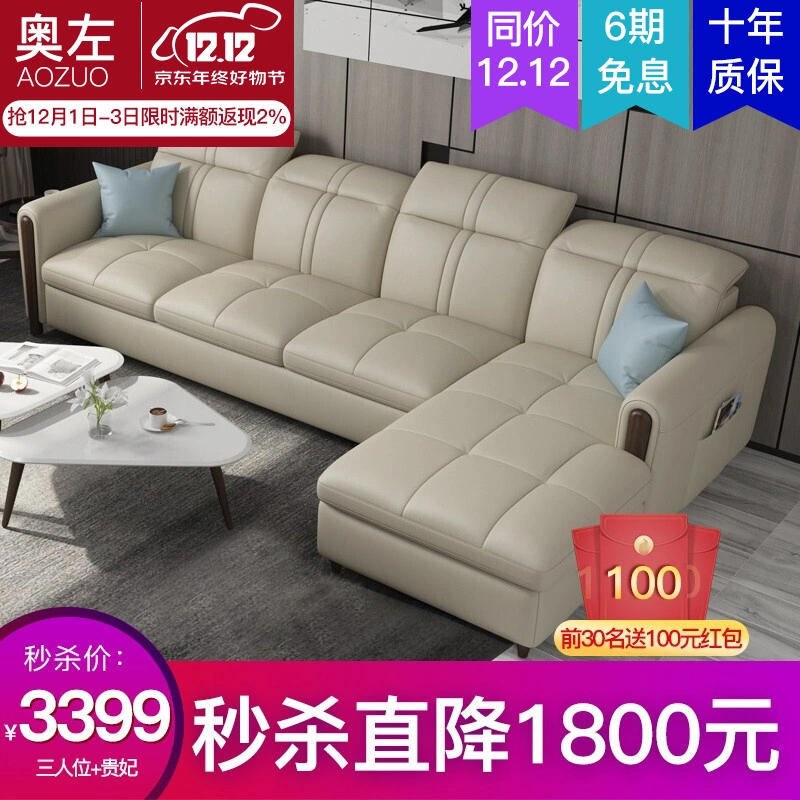 奥左
AOZUO
12.12
京东年终好物节
抢12月1日-3日限时满额返现2%
同价
12.12
6期
免息
十年
质保
100
前30名送100元红包
秒杀价：
¥3399
三人位+贵妃
秒杀直降1800元